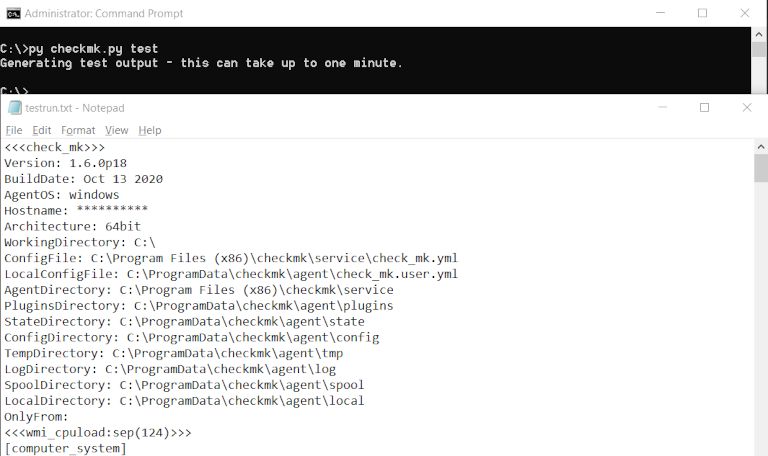 Administrator: Command Prompt
C:\>py checkmk.py test
Generating test output - this can take up to one minute.
C:\>
testrun.txt - Notepad
File Edit Format View Help
<<<check_mk>>>
Version: 1.6.0p18
BuildDate: Oct 13 2020
AgentOS: windows
Hostname: **********
Architecture: 64bit
WorkingDirectory: C:\
ConfigFile: C:\Program Files (x86)\checkmk\service\check_mk.yml
LocalConfigFile: C:\ProgramData\checkmk\agent\check_mk.user.yml
AgentDirectory: C:\Program Files (x86)\checkmk\service
PluginsDirectory: C:\ProgramData\checkmk\agent\plugins
StateDirectory: C:\ProgramData\checkmk\agent\state
ConfigDirectory: C:\ProgramData\checkmk\agent\config
TempDirectory: C:\ProgramData\checkmk\agent\tmp
LogDirectory: C:\ProgramData\checkmk\agent\log
SpoolDirectory: C:\ProgramData\checkmk\agent\spool
LocalDirectory: C:\ProgramData\checkmk\agent\local
OnlyFrom:
<<<wmi_cpuload:sep(124)>>>
[computer_system]